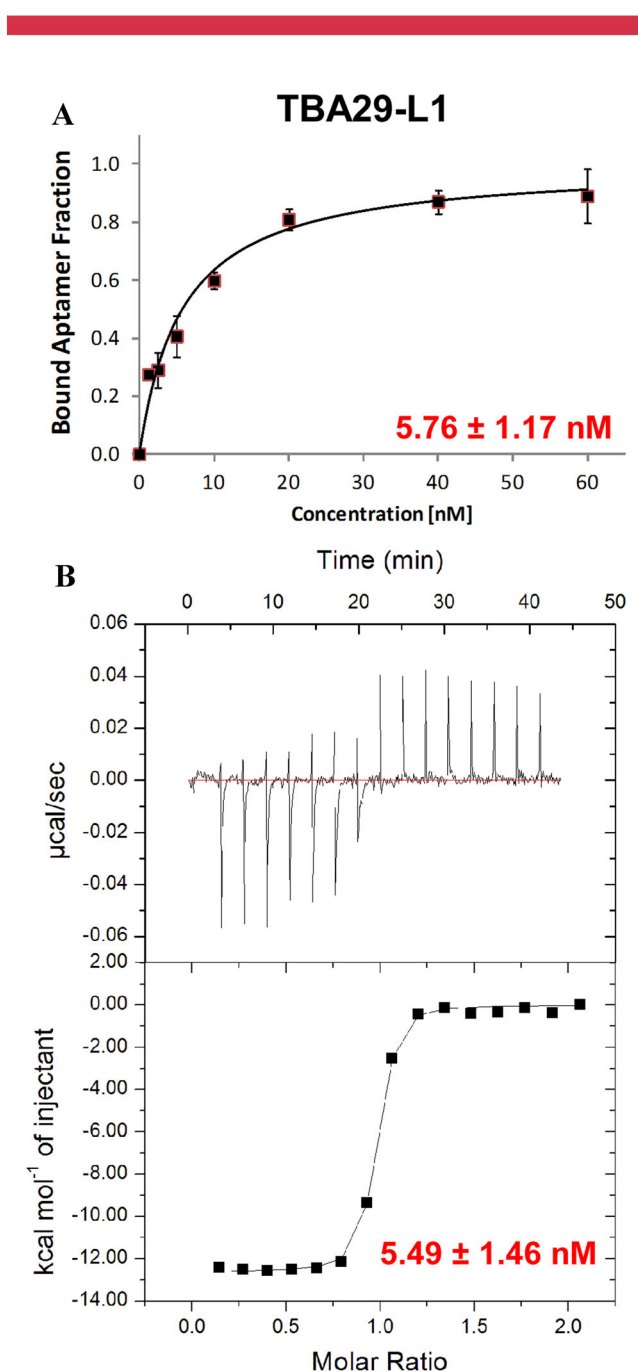 A
TBA29-L1
Bound Aptamer Fraction
1.0
0.8
0.6
0.4
0.2
0.0
5.76 ± 1.17 nM
0 10 20 30 40 50 60
Concentration [nM]
B
Time (min)
0 10 20 30 40 50
µcal/sec
0.06
0.04
0.02
0.00
-0.02
-0.04
-0.06
kcal mol⁻¹ of injectant
2.00
0.00
-2.00
-4.00
-6.00
-8.00
-10.00
-12.00
-14.00
5.49 ± 1.46 nM
0.0 0.5 1.0 1.5 2.0
Molar Ratio